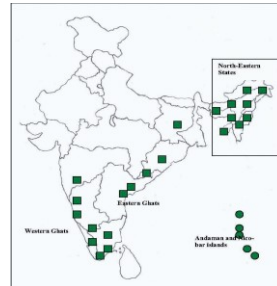 North-Eastern
States
Eastern Ghats
Western Ghats
Andaman and Nico-
bar islands